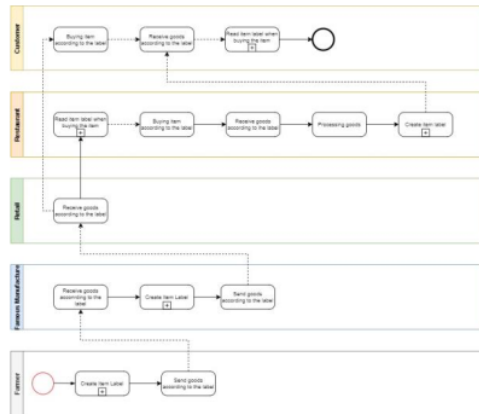 Customer
Buying item
according to the label
Receive goods
according to the label
Read item label when
buying the item
Restaurant
Read item label when
buying the item
Buying item
according to the label
Receive goods
according to the label
Processing goods
Create item label
Retail
Receive goods
according to the label
Manufacture
Receive goods
according to the
label
Create Item Label
Send goods
according to the label
Farmer
Create Item Label
Send goods
according to the label